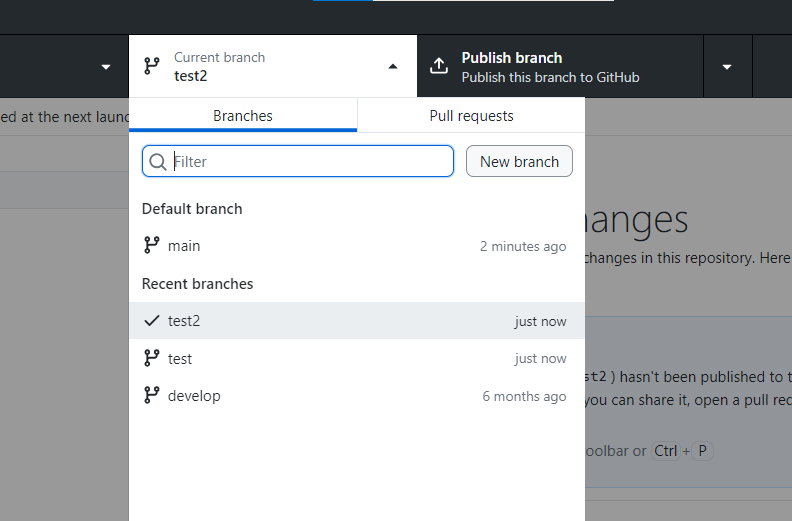 Current branch
test2
Publish branch
Publish this branch to GitHub
ed at the next
Branches
Pull requests
Filter
New branch
Default branch
main
2 minutes ago
hanges
changes in this repository. Here
Recent branches
test2
just now
test
just now
develop
6 months ago
st2 ) hasn't been published to t
you can share it, open a pull
oolbar or Ctrl + P